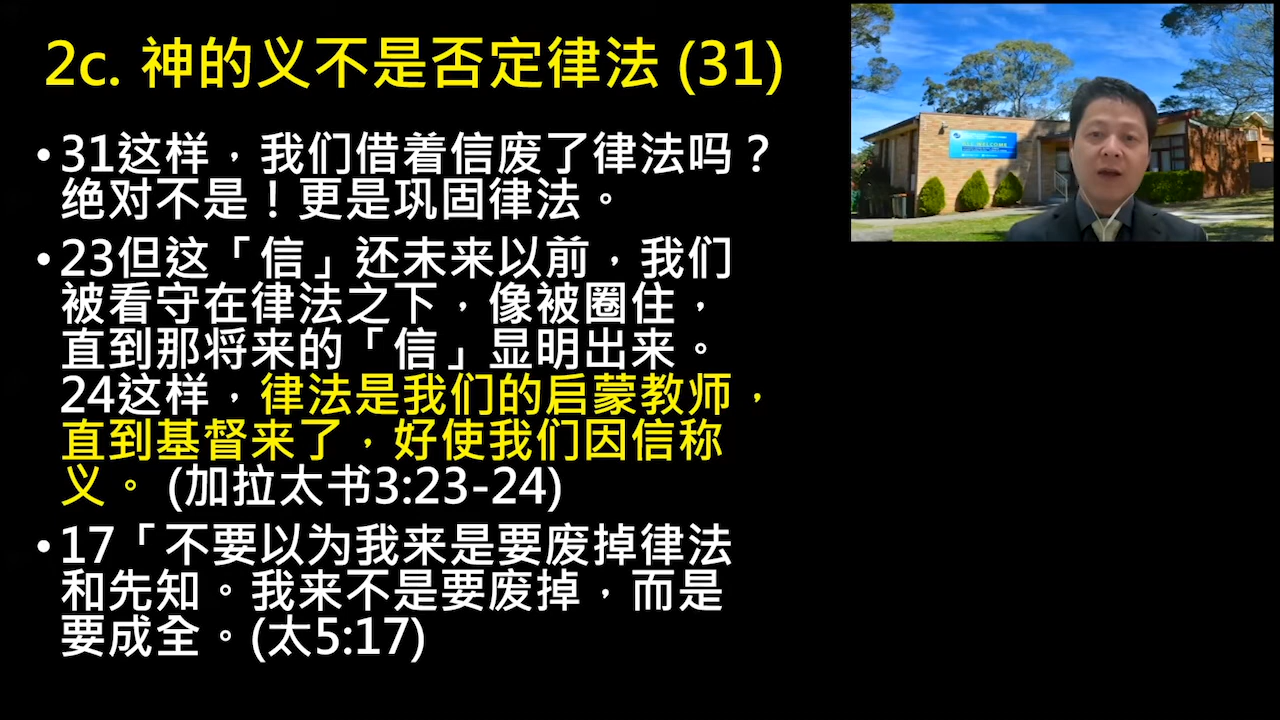 2c. 神的义不是否定律法 (31)
•31这样，我们借着信废了律法吗？
绝对不是！更是巩固律法。
•23但这「信」还未来以前，我们
被看守在律法之下，像被圈住，
直到那将来的「信」显明出来。
24这样，律法是我们的启蒙教师，
直到基督来了，好使我们因信称
义。 (加拉太书3:23-24)
•17「不要以为我来是要废掉律法
和先知。我来不是要废掉，而是
要成全。(太5:17)